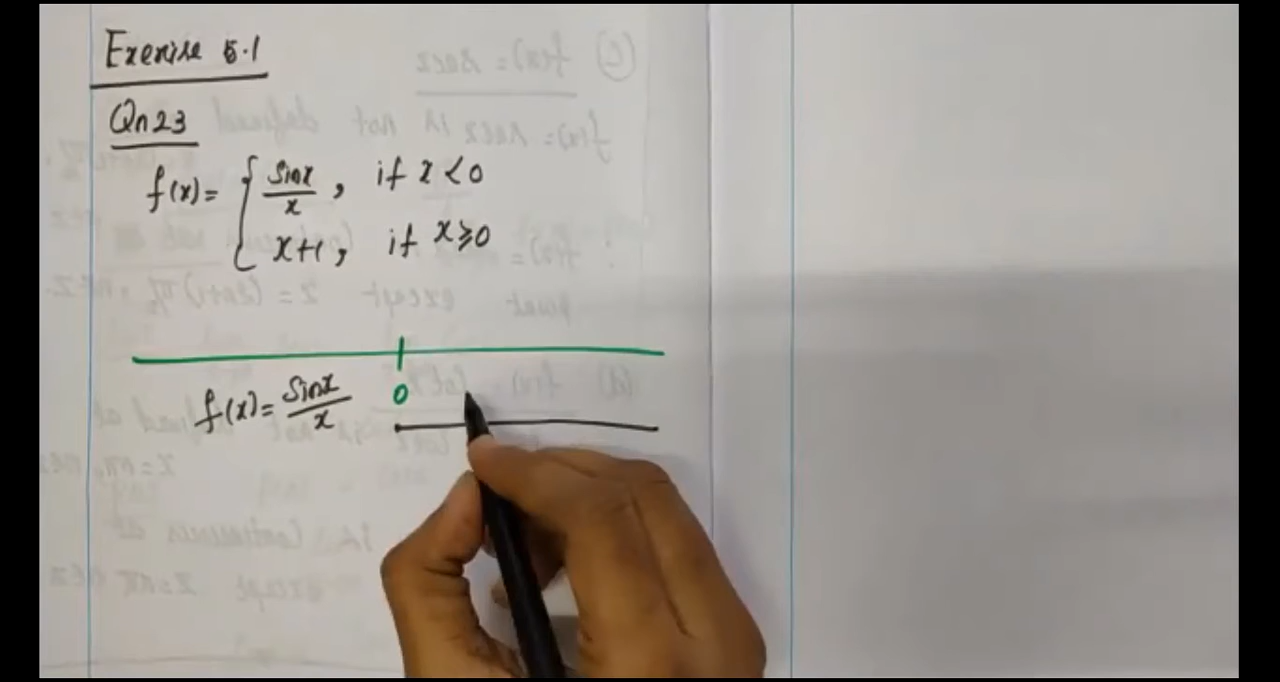 Exercise 5.1
Qn 23
f(x) = { sinx/x , if x < 0
x+1, if x ≥ 0
0
f(x) = sinx/x